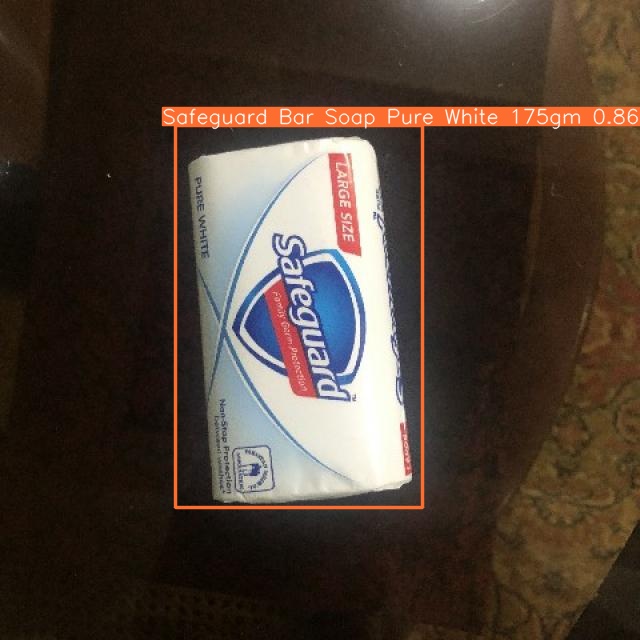 Safeguard Bar Soap Pure White 175gm 0.86
LARGE SIZE
PURE WHITE
Safeguard
Family Germ Protection
Non-Stop Protection